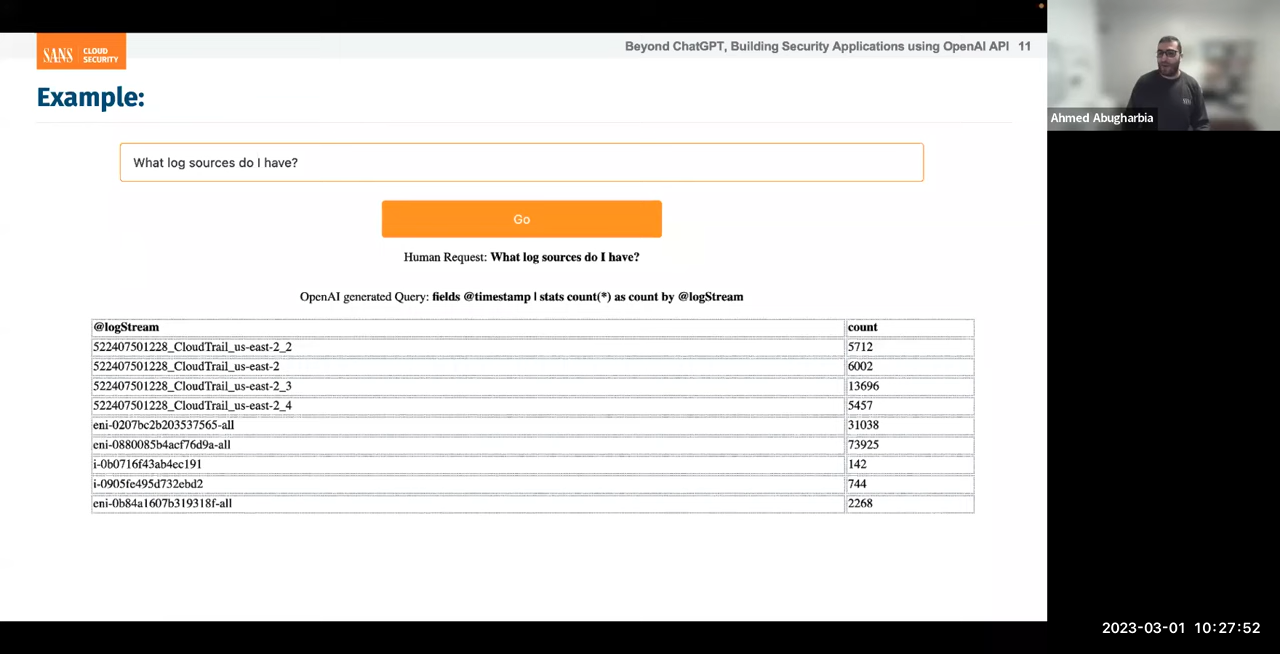 SANS CLOUD SECURITY
Beyond ChatGPT, Building Security Applications using OpenAI API 11
Example:
What log sources do I have?
Go
Human Request: What log sources do I have?
OpenAI generated Query: fields @timestamp | stats count(*) as count by @logStream
@logStream count
522407501228_CloudTrail_us-east-2_2 5712
522407501228_CloudTrail_us-east-2 6002
522407501228_CloudTrail_us-east-2_3 13696
522407501228_CloudTrail_us-east-2_4 5457
eni-0207bc2b203537565-all 31038
eni-0880085b4acf76d9a-all 73925
i-0b0716f43ab4ec191 142
i-0905fe495d732ebd2 744
eni-0b84a1607b319318f-all 2268
Ahmed Abugharbia
2023-03-01 10:27:52